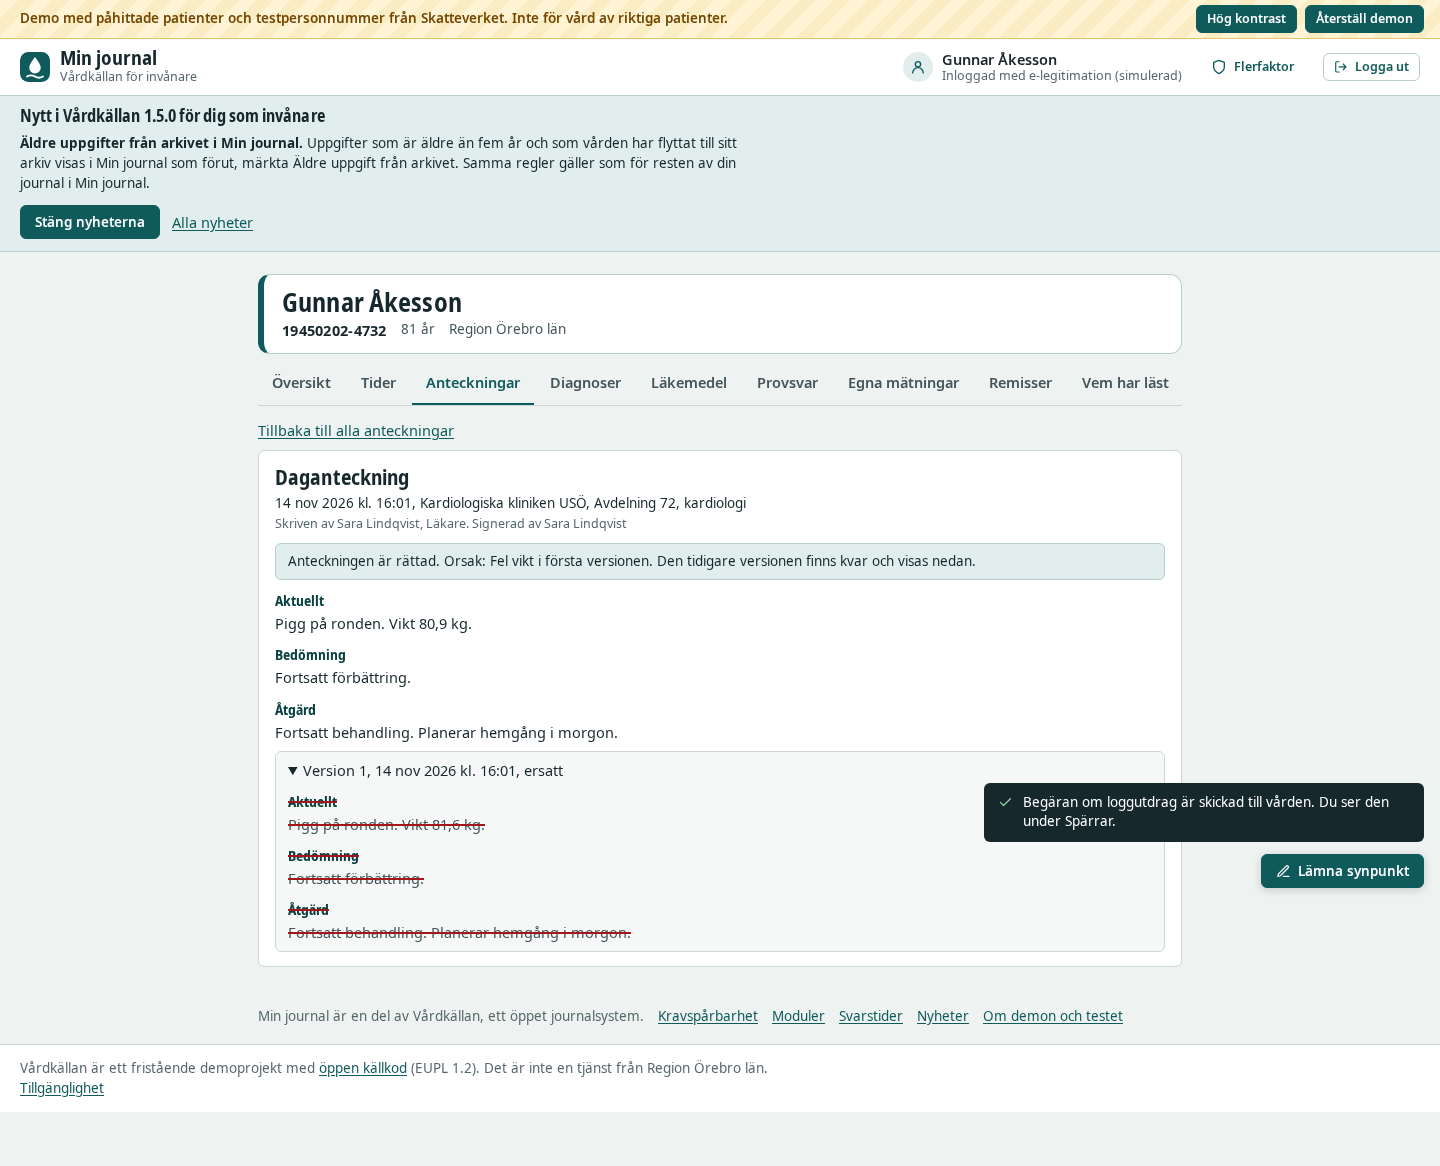 Demo med påhittade patienter och testpersonnummer från Skatteverket. Inte för vård av riktiga patienter.
Hög kontrast
Återställ demon
Min journal
Vårdkällan för invånare
Gunnar Åkesson
Inloggad med e-legitimation (simulerad)
Flerfaktor
Logga ut
Nytt i Vårdkällan 1.5.0 för dig som invånare
Äldre uppgifter från arkivet i Min journal. Uppgifter som är äldre än fem år och som vården har flyttat till sitt
arkiv visas i Min journal som förut, märkta Äldre uppgift från arkivet. Samma regler gäller som för resten av din
journal i Min journal.
Stäng nyheterna
Alla nyheter
Gunnar Åkesson
19450202-4732 81 år Region Örebro län
Översikt Tider Anteckningar Diagnoser Läkemedel Provsvar Egna mätningar Remisser Vem har läst
Tillbaka till alla anteckningar
Daganteckning
14 nov 2026 kl. 16:01, Kardiologiska kliniken USÖ, Avdelning 72, kardiologi
Skriven av Sara Lindqvist, Läkare. Signerad av Sara Lindqvist
Anteckningen är rättad. Orsak: Fel vikt i första versionen. Den tidigare versionen finns kvar och visas nedan.
Aktuellt
Pigg på ronden. Vikt 80,9 kg.
Bedömning
Fortsatt förbättring.
Åtgärd
Fortsatt behandling. Planerar hemgång i morgon.
Version 1, 14 nov 2026 kl. 16:01, ersatt
Aktuellt
Pigg på ronden. Vikt 81,6 kg.
Bedömning
Fortsatt förbättring.
Åtgärd
Fortsatt behandling. Planerar hemgång i morgon.
Begäran om loggutdrag är skickad till vården. Du ser den
under Spärrar.
Lämna synpunkt
Min journal är en del av Vårdkällan, ett öppet journalsystem. Kravspårbarhet Moduler Svarstider Nyheter Om demon och testet
Vårdkällan är ett fristående demoprojekt med öppen källkod (EUPL 1.2). Det är inte en tjänst från Region Örebro län.
Tillgänglighet